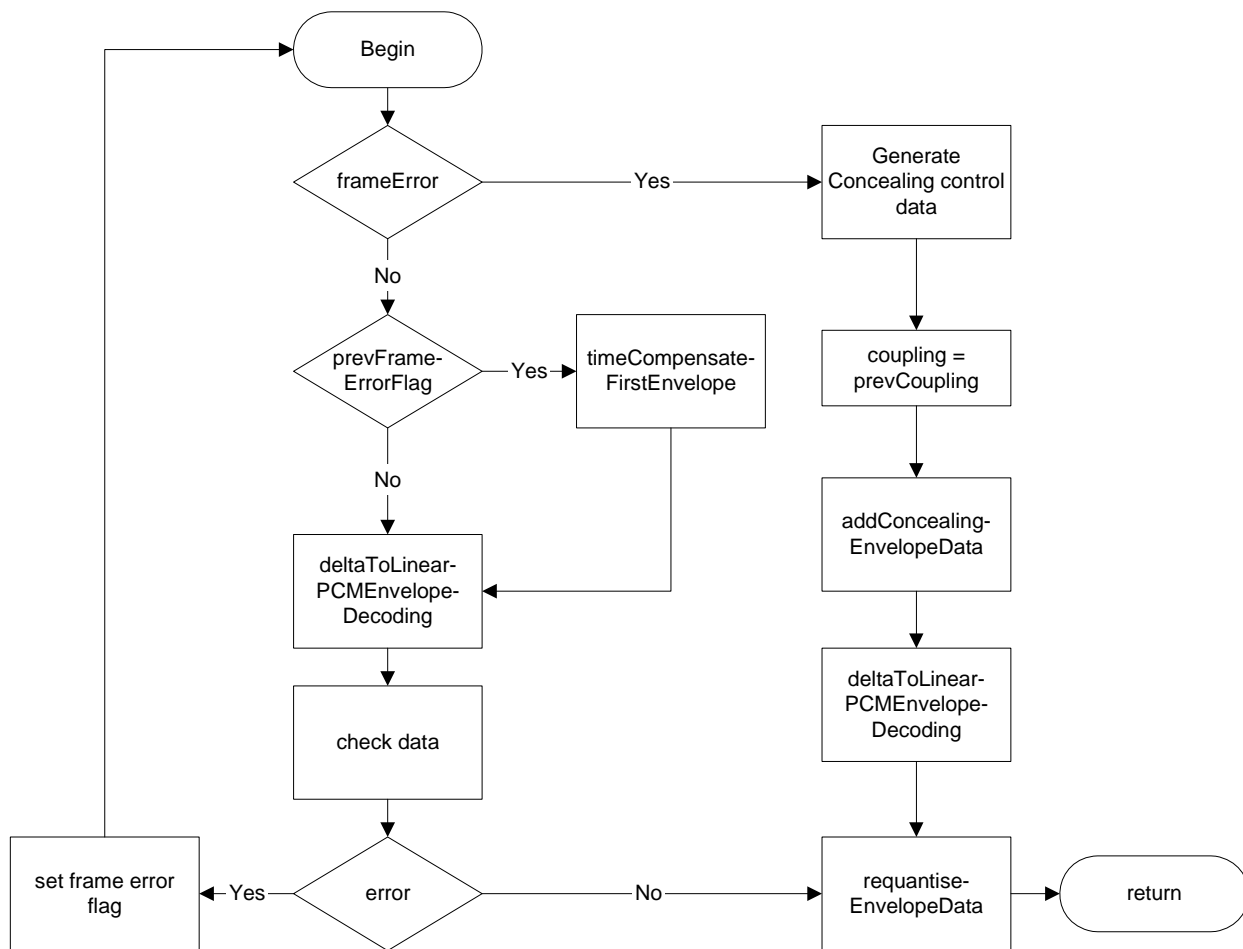 Begin
frameError
Yes
Generate
Concealing control
data
No
prevFrame-
ErrorFlag
Yes
timeCompensate-
FirstEnvelope
coupling =
prevCoupling
No
deltaToLinear-
PCMEnvelope-
Decoding
addConcealing-
EnvelopeData
check data
deltaToLinear-
PCMEnvelope-
Decoding
set frame error
flag
Yes
error
No
requantise-
EnvelopeData
return